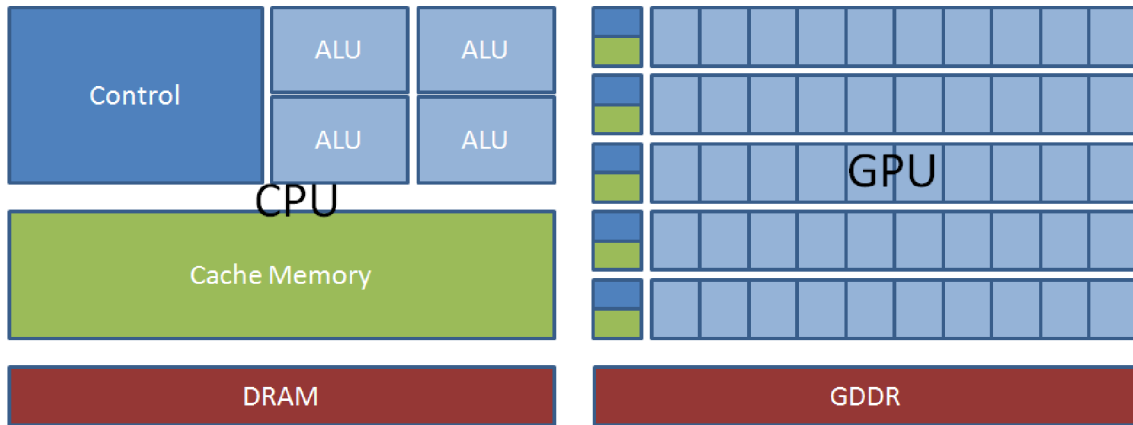 ALU ALU
Control
ALU ALU
CPU
Cache Memory
DRAM
GPU
GDDR